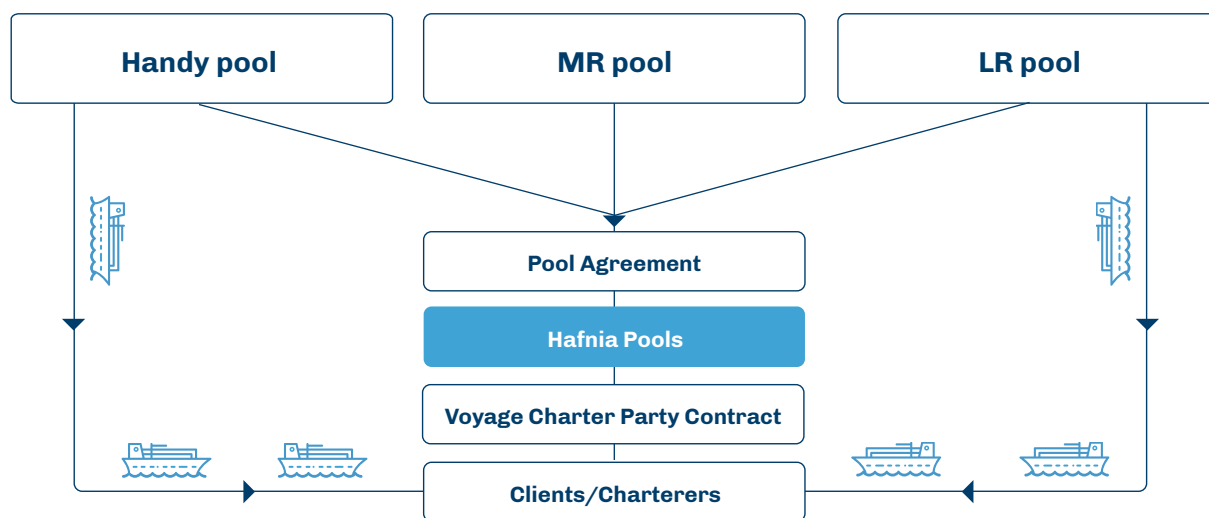 Handy pool
MR pool
LR pool
Pool Agreement
Hafnia Pools
Voyage Charter Party Contract
Clients/Charterers